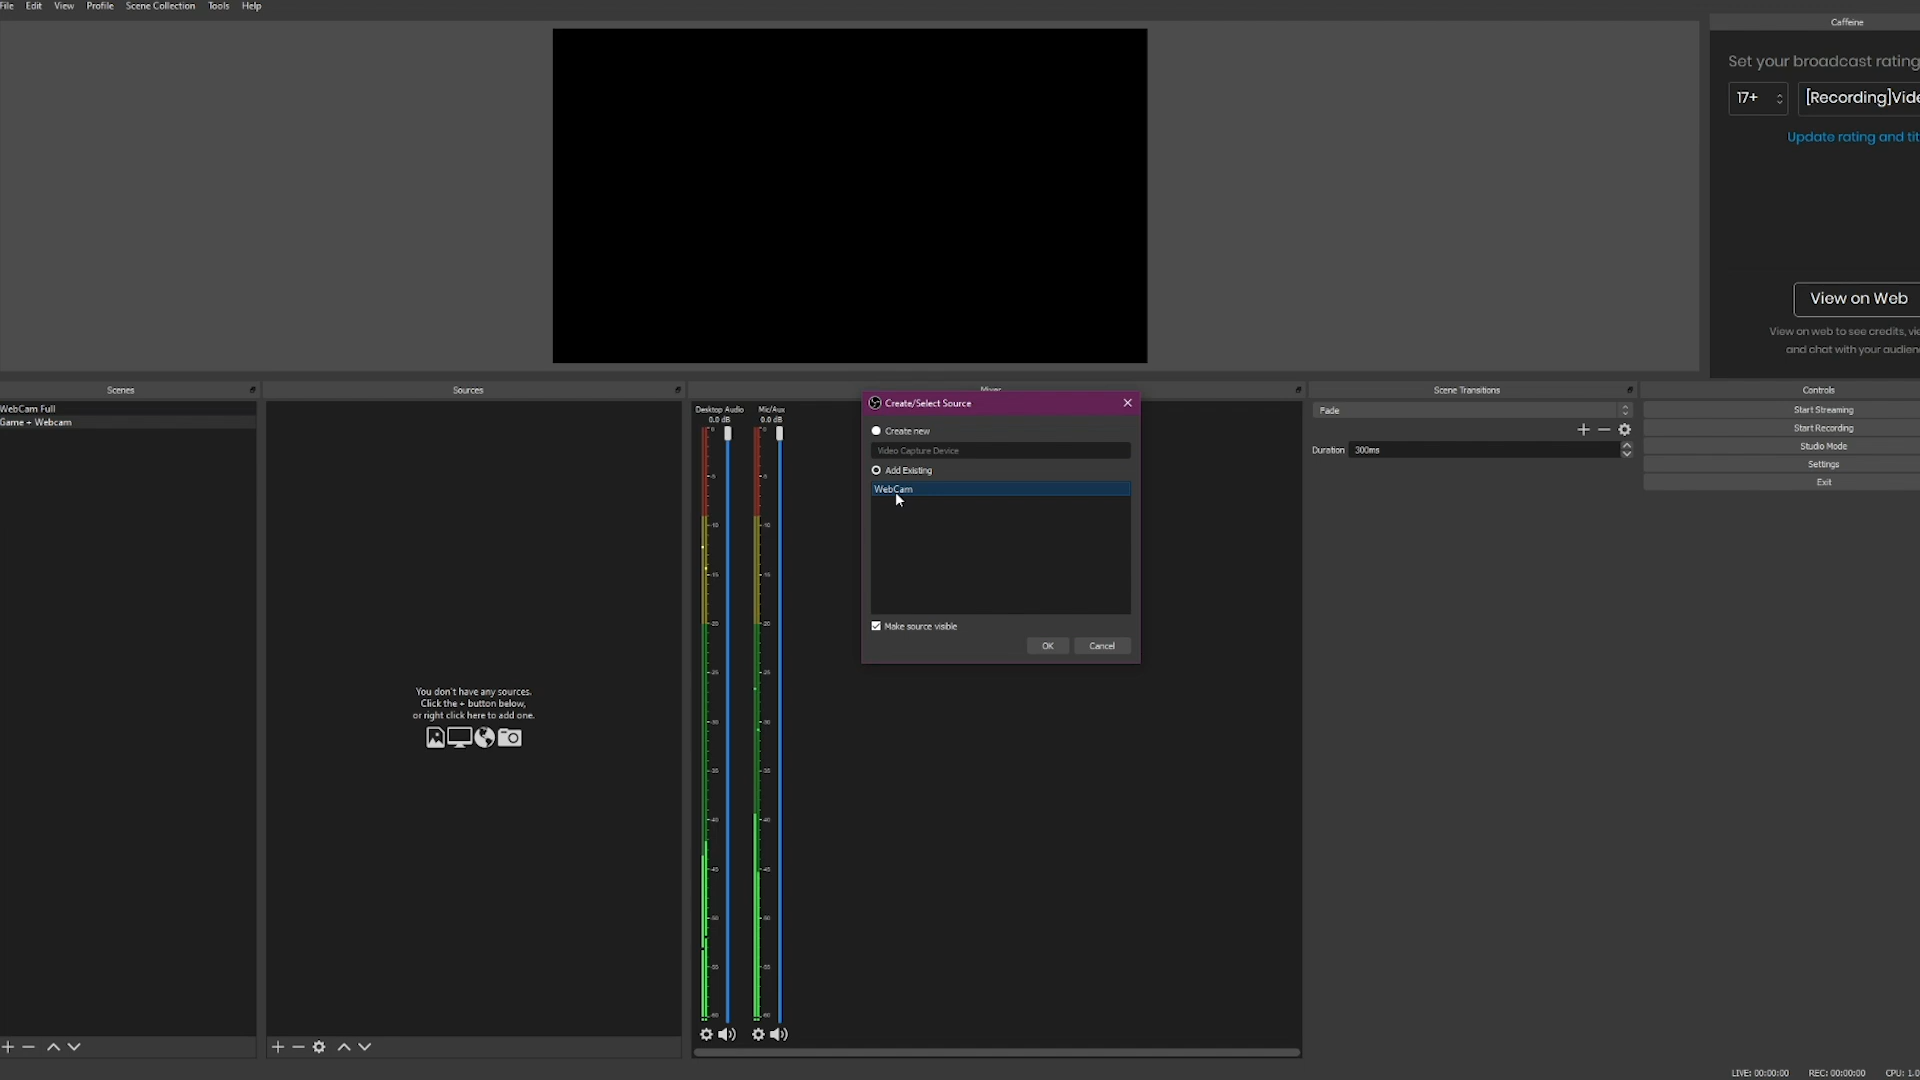 File Edit View Profile Scene Collection Tools Help
Caffeine
Set your broadcast rating
17+
[Recording]Vide
Update rating and tit
View on Web
View on web to see credits, vie
and chat with your audien
Scenes
WebCam Full
Game + Webcam
Sources
You don't have any sources.
Click the + button below,
or right click here to add one.
Mixer
Desktop Audio
0.0 dB
Mic/Aux
0.0 dB
Create/Select Source
Create new
Video Capture Device
Add Existing
WebCam
Make source visible
OK
Cancel
Scene Transitions
Fade
Duration 300ms
Controls
Start Streaming
Start Recording
Studio Mode
Settings
Exit
LIVE: 00:00:00 REC: 00:00:00 CPU: 1.0